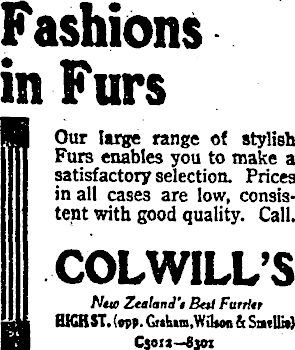 Fashions
in Furs
Our large range of stylish
Furs enables you to make a
satisfactory selection. Prices
in all cases are low, consis-
tent with good quality. Call.
COLWILL'S
New Zealand's Best Furrier
HIGH ST. (opp. Graham, Wilson & Smellie)
C3012—8301